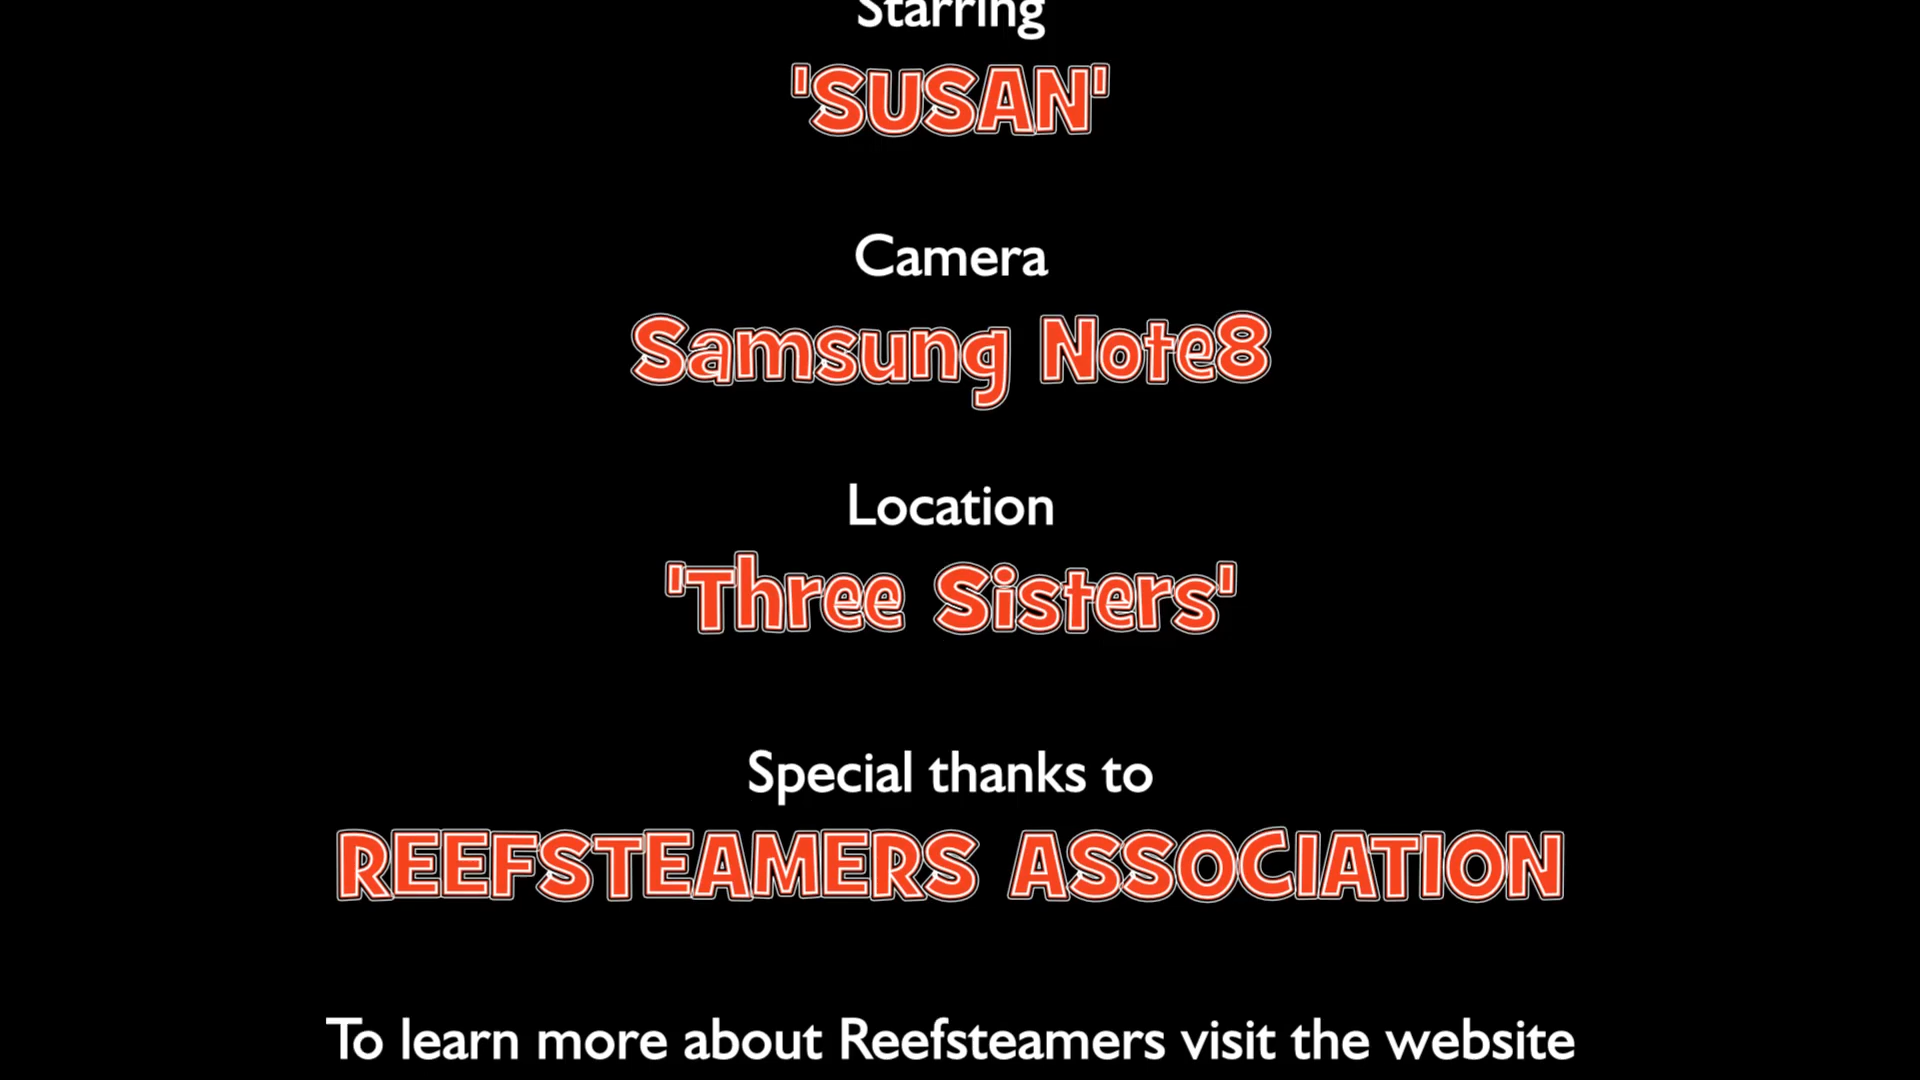 Starring
'SUSAN'
Camera
Samsung Note8
Location
'Three Sisters'
Special thanks to
REEFSTEAMERS ASSOCIATION
To learn more about Reefsteamers visit the website